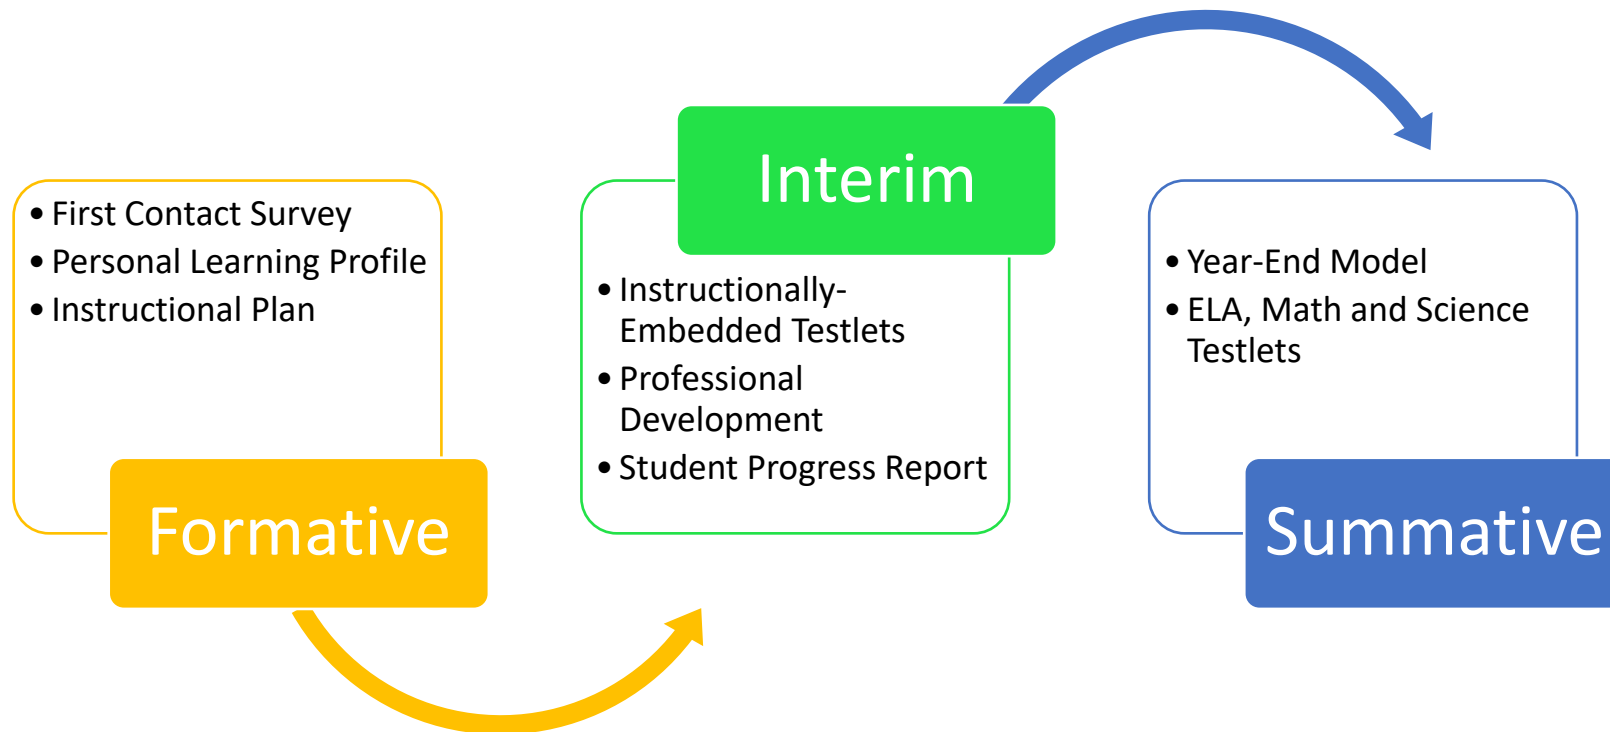 • First Contact Survey
• Personal Learning Profile
• Instructional Plan
Formative
Interim
• Instructionally-
Embedded Testlets
• Professional
Development
• Student Progress Report
• Year-End Model
• ELA, Math and Science
Testlets
Summative